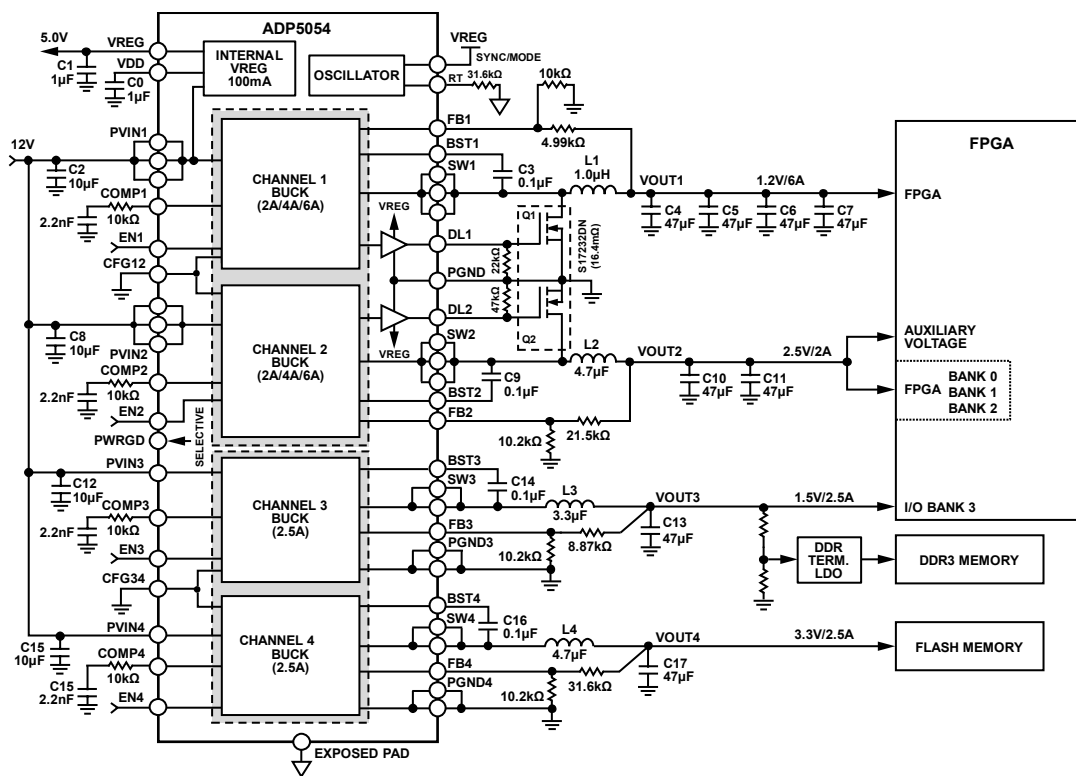 ADP5054
5.0V
VREG
C1
1µF
VDD
C0
1µF
INTERNAL
VREG
100mA
OSCILLATOR
VREG
SYNC/MODE
RT
31.6kΩ
12V
PVIN1
C2
10µF
COMP1
2.2nF
10kΩ
EN1
CFG12
CHANNEL 1
BUCK
(2A/4A/6A)
VREG
FB1
10kΩ
4.99kΩ
BST1
SW1
C3
0.1µF
L1
1.0µH
VOUT1
1.2V/6A
C4
47µF
C5
47µF
C6
47µF
C7
47µF
DL1
22kΩ
PGND
47kΩ
DL2
Q1
Q2
S17232DN
(16.4mΩ)
C8
10µF
PVIN2
COMP2
2.2nF
10kΩ
EN2
PWRGD
SELECTIVE
CHANNEL 2
BUCK
(2A/4A/6A)
VREG
SW2
C9
0.1µF
BST2
FB2
L2
4.7µF
VOUT2
2.5V/2A
C10
47µF
C11
47µF
10.2kΩ
21.5kΩ
FPGA
FPGA
AUXILIARY
VOLTAGE
FPGA
BANK 0
BANK 1
BANK 2
I/O BANK 3
PVIN3
C12
10µF
COMP3
2.2nF
10kΩ
EN3
CFG34
CHANNEL 3
BUCK
(2.5A)
BST3
SW3
C14
0.1µF
L3
3.3µF
FB3
8.87kΩ
10.2kΩ
PGND3
VOUT3
C13
47µF
1.5V/2.5A
DDR
TERM.
LDO
DDR3 MEMORY
PVIN4
C15
10µF
COMP4
C15
2.2nF
10kΩ
EN4
CHANNEL 4
BUCK
(2.5A)
BST4
SW4
C16
0.1µF
L4
4.7µF
FB4
31.6kΩ
10.2kΩ
PGND4
VOUT4
C17
47µF
3.3V/2.5A
FLASH MEMORY
EXPOSED PAD